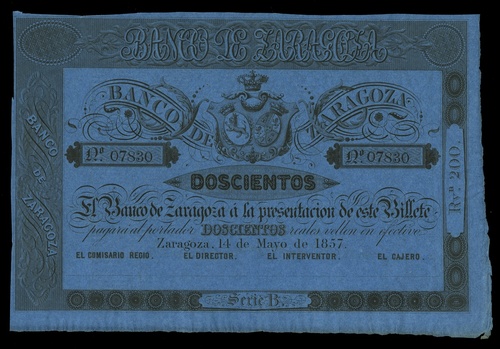 BANCO DE ZARAGOZA
BANCO DE ZARAGOZA
Nº 07830 Nº 07830
DOSCIENTOS
El Banco de Zaragoza á la presentacion de este Billete
pagará al portador DOSCIENTOS reales vellon en efectivo
Zaragoza, 14 de Mayo de 1857.
EL COMISARIO REGIO. EL DIRECTOR. EL INTERVENTOR. EL CAJERO.
Serie B.
BANCO DE ZARAGOZA
Rvn. 200.